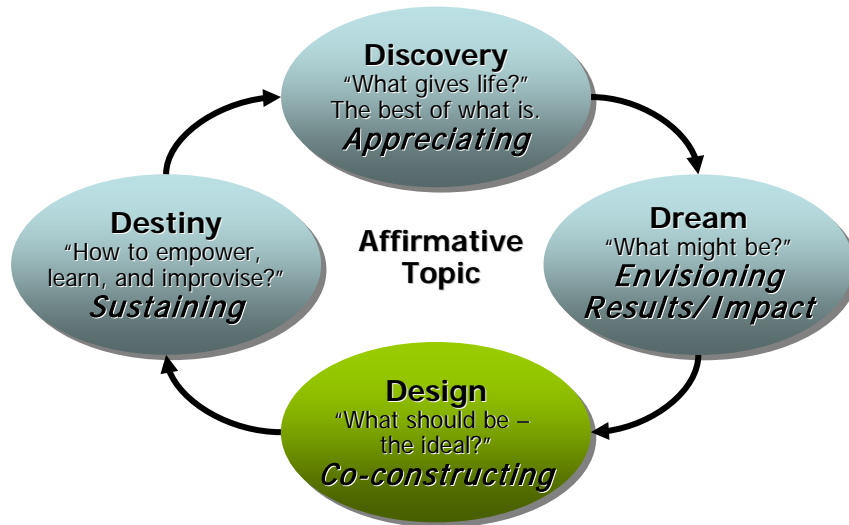 Discovery
“What gives life?”
The best of what is.
Appreciating
Destiny
“How to empower,
learn, and improvise?”
Sustaining
Affirmative
Topic
Dream
“What might be?”
Envisioning
Results/Impact
Design
“What should be –
the ideal?”
Co-constructing